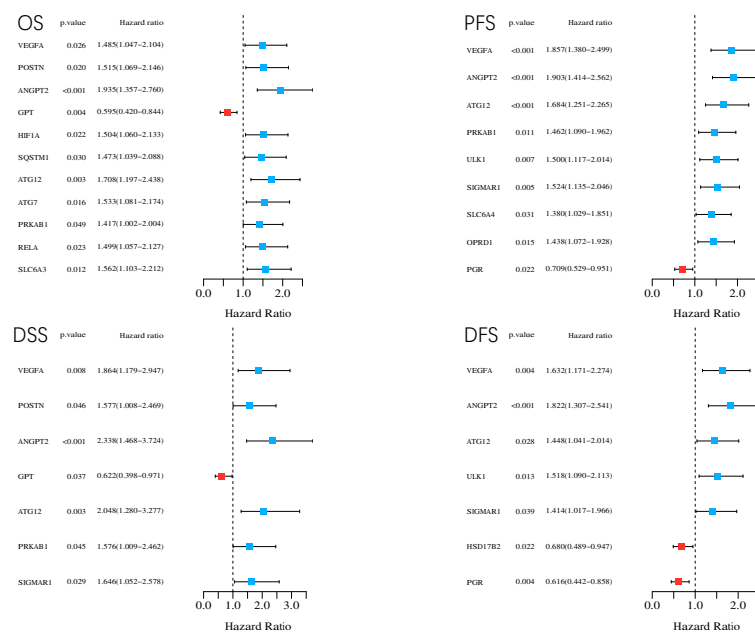 OS p.value Hazard ratio
VEGFA 0.026 1.485(1.047−2.104)
POSTN 0.020 1.515(1.069−2.146)
ANGPT2 <0.001 1.935(1.357−2.760)
GPT 0.004 0.595(0.420−0.844)
HIF1A 0.022 1.504(1.060−2.133)
SQSTM1 0.030 1.473(1.039−2.088)
ATG12 0.003 1.708(1.197−2.438)
ATG7 0.016 1.533(1.081−2.174)
PRKAB1 0.049 1.417(1.002−2.004)
RELA 0.023 1.499(1.057−2.127)
SLC6A3 0.012 1.562(1.103−2.212)
0.0 1.0 2.0
Hazard Ratio
PFS p.value Hazard ratio
VEGFA <0.001 1.857(1.380−2.499)
ANGPT2 <0.001 1.903(1.414−2.562)
ATG12 <0.001 1.684(1.251−2.265)
PRKAB1 0.011 1.462(1.090−1.962)
ULK1 0.007 1.500(1.117−2.014)
SIGMAR1 0.005 1.524(1.135−2.046)
SLC6A4 0.031 1.380(1.029−1.851)
OPRD1 0.015 1.438(1.072−1.928)
PGR 0.022 0.709(0.529−0.951)
0.0 1.0 2.0
Hazard Ratio
DSS p.value Hazard ratio
VEGFA 0.008 1.864(1.179−2.947)
POSTN 0.046 1.577(1.008−2.469)
ANGPT2 <0.001 2.338(1.468−3.724)
GPT 0.037 0.622(0.398−0.971)
ATG12 0.003 2.048(1.280−3.277)
PRKAB1 0.045 1.576(1.009−2.462)
SIGMAR1 0.029 1.646(1.052−2.578)
0.0 1.0 2.0 3.0
Hazard Ratio
DFS p.value Hazard ratio
VEGFA 0.004 1.632(1.171−2.274)
ANGPT2 <0.001 1.822(1.307−2.541)
ATG12 0.028 1.448(1.041−2.014)
ULK1 0.013 1.518(1.090−2.113)
SIGMAR1 0.039 1.414(1.017−1.966)
HSD17B2 0.022 0.680(0.489−0.947)
PGR 0.004 0.616(0.442−0.858)
0.0 1.0 2.0
Hazard Ratio